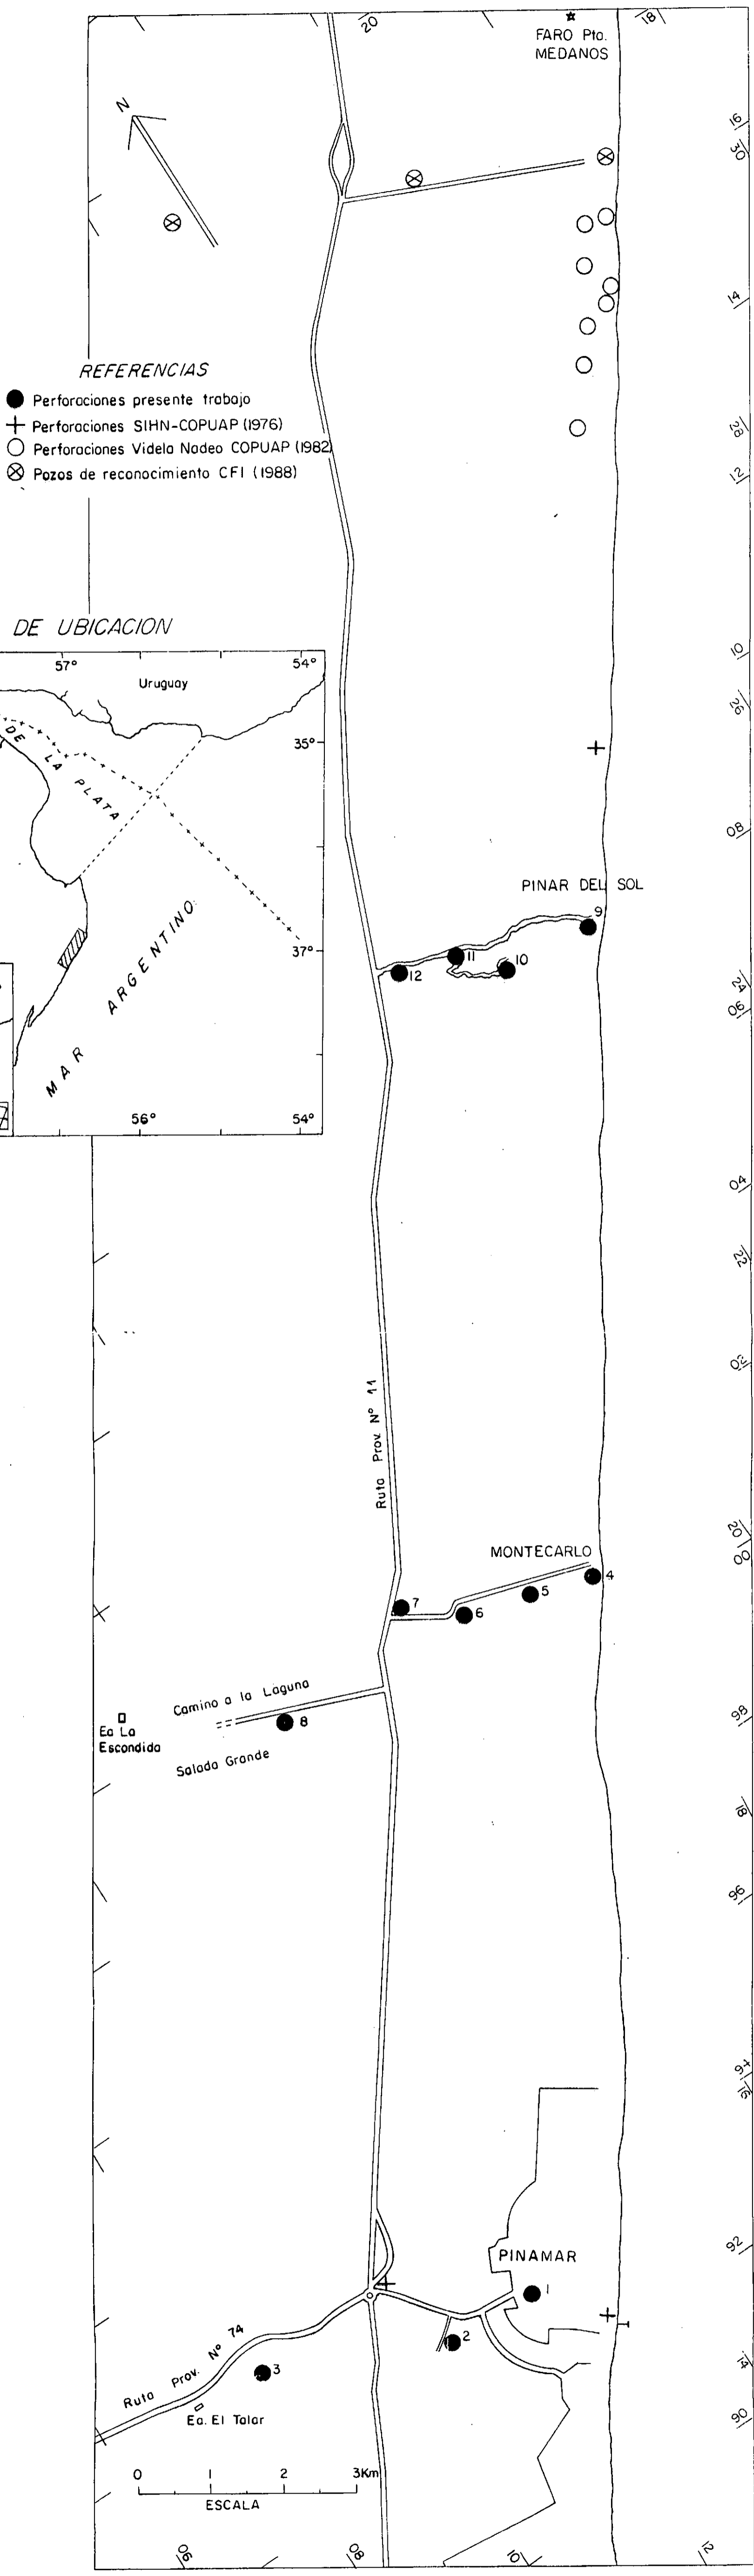 20
18
FARO Pta.
MEDANOS
N
16
30
14
REFERENCIAS
Perforaciones presente trabajo
Perforaciones SIHN-COPUAP (1976)
Perforaciones Videla Nadeo COPUAP (1982)
Pozos de reconocimiento CFI (1988)
28
12
DE UBICACION
57°
54°
Uruguay
35°
DE LA PLATA
37°
MAR ARGENTINO
56°
54°
10
26
08
PINAR DEL SOL
9
11
10
12
24
06
04
22
02
Ruta Prov. N° 11
20
00
MONTECARLO
4
5
7
6
Camino a la Laguna
8
Ea La
Escondida
Salada Grande
98
18
96
94
16
92
PINAMAR
1
2
Ruta Prov. N° 74
3
14
Ea. El Talar
90
0 1 2 3Km
ESCALA
06
08
10
12